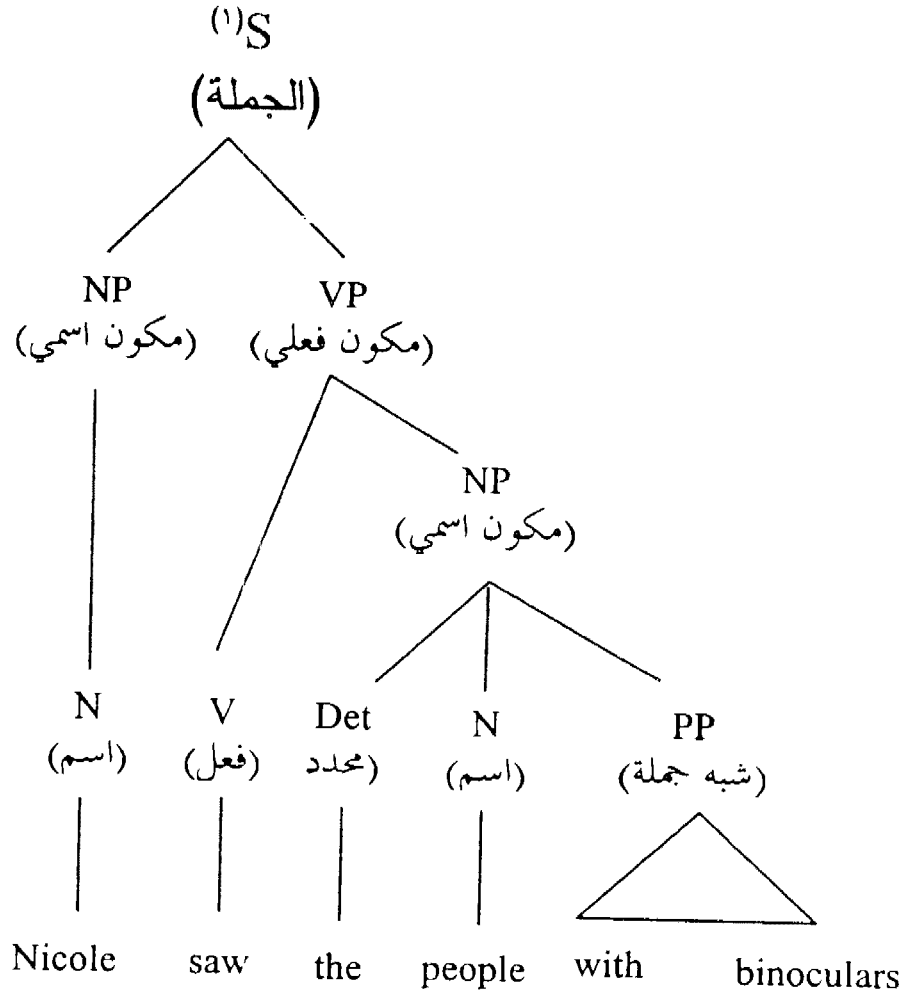 (١)S
(الجملة)
NP VP
(مكون اسمي) (مكون فعلي)
NP
(مكون اسمي)
N V Det N PP
(اسم) (فعل) (محدد (اسم) (شبه جملة)
Nicole saw the people with binoculars